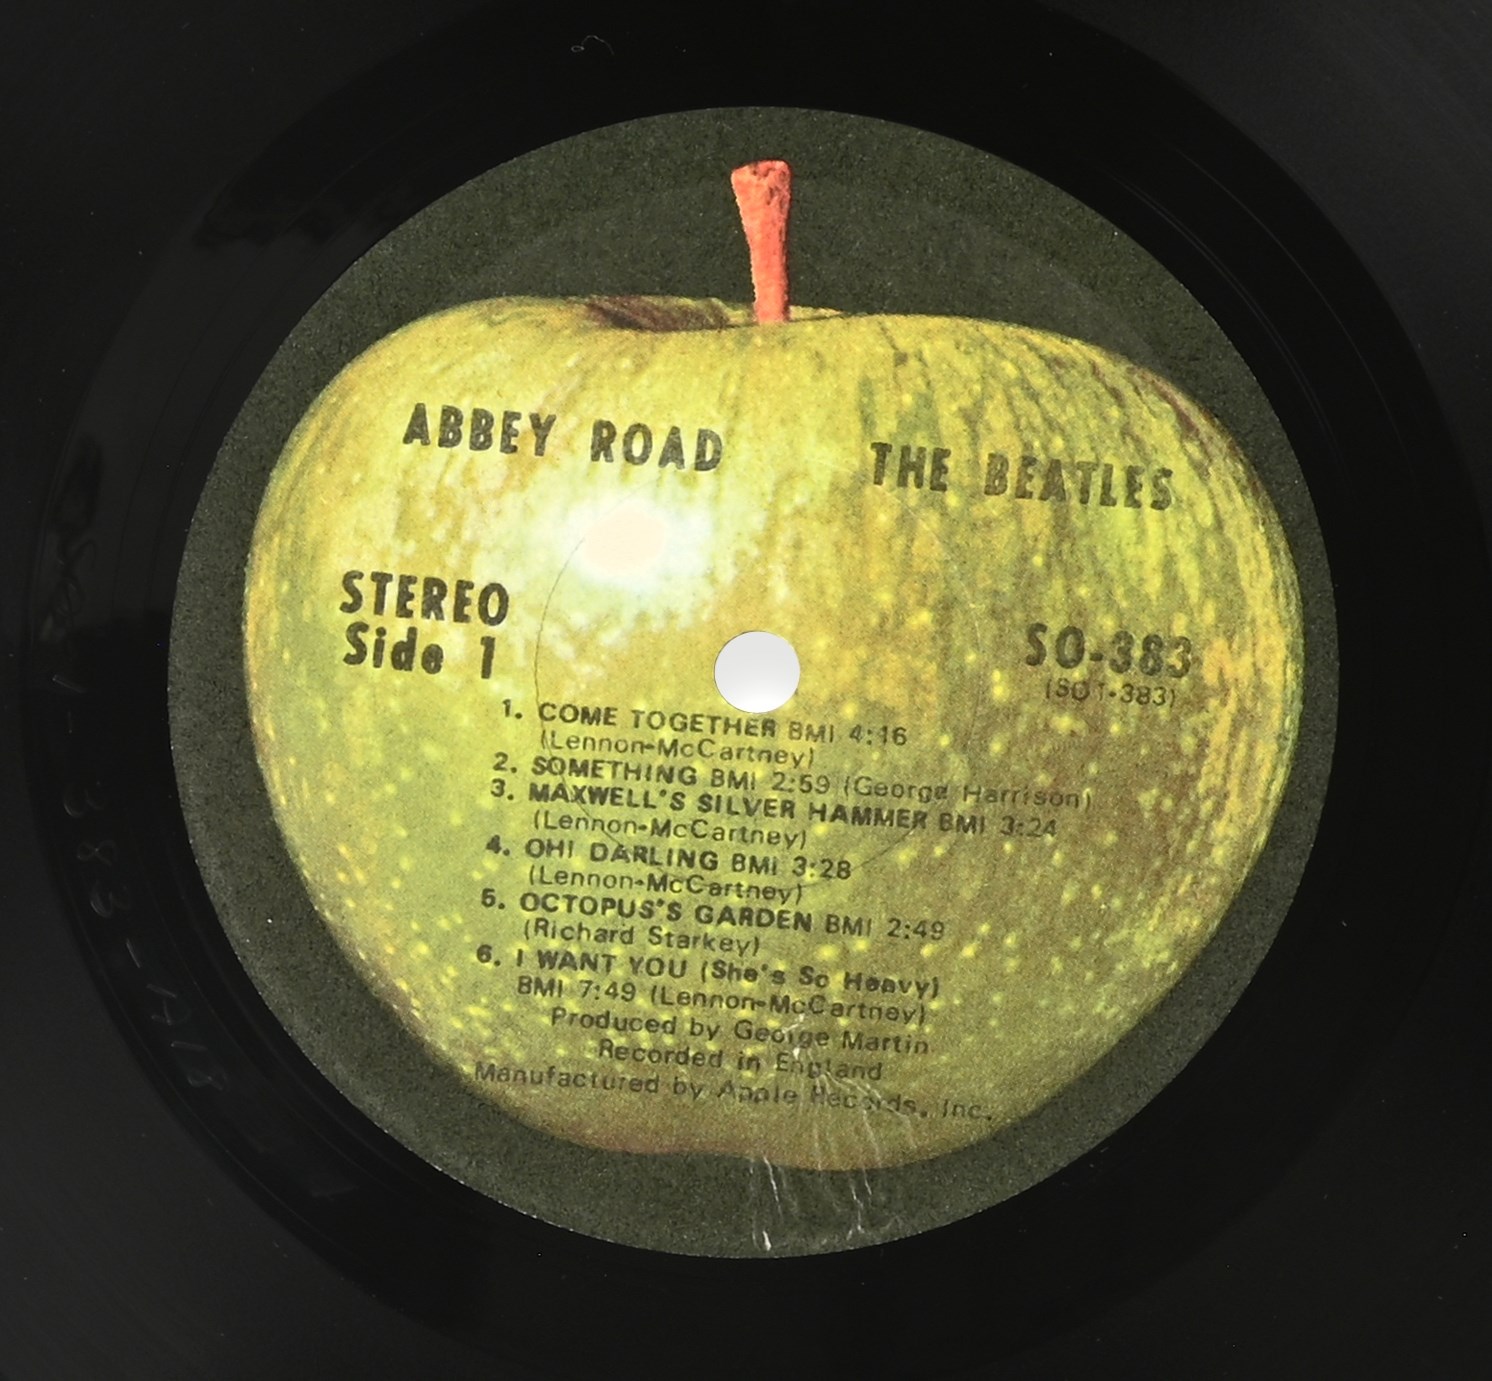 ABBEY ROAD
THE BEATLES
STEREO
Side 1
SO-383
(SO 1-383)
1. COME TOGETHER BMI 4:16
(Lennon-McCartney)
2. SOMETHING BMI 2:59 (George Harrison)
3. MAXWELL'S SILVER HAMMER BMI 3:24
(Lennon-McCartney)
4. OH! DARLING BMI 3:28
(Lennon-McCartney)
5. OCTOPUS'S GARDEN BMI 2:49
(Richard Starkey)
6. I WANT YOU (She's So Heavy)
BMI 7:49 (Lennon-McCartney)
Produced by George Martin
Recorded in England
Manufactured by Apple Records, Inc.